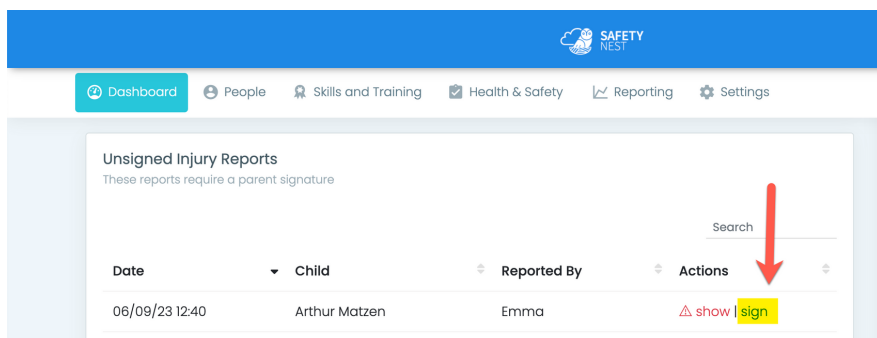 SAFETY
NEST
Dashboard People Skills and Training Health & Safety Reporting Settings
Unsigned Injury Reports
These reports require a parent signature
Search
Date Child Reported By Actions
06/09/23 12:40 Arthur Matzen Emma show | sign